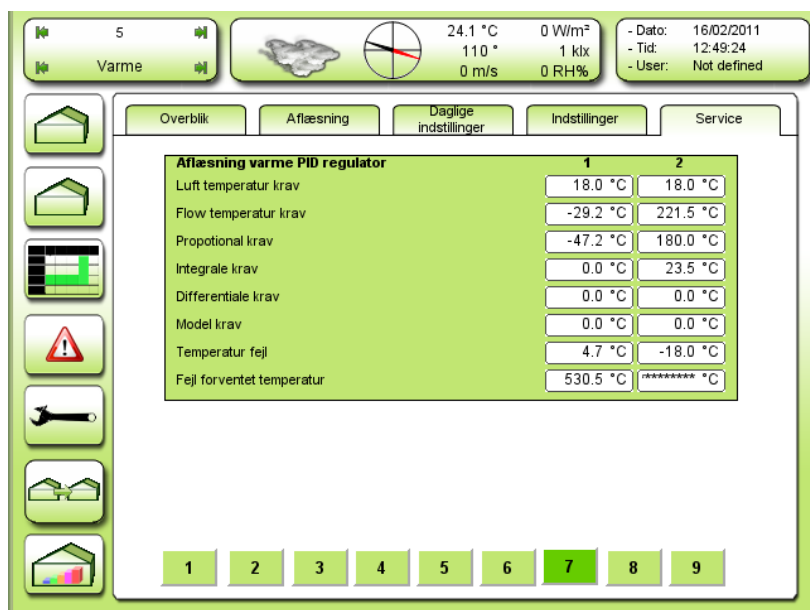 5
Varme
24.1 °C 0 W/m²
110 ° 1 klx
0 m/s 0 RH%
- Dato: 16/02/2011
- Tid: 12:49:24
- User: Not defined
Overblik
Aflæsning
Daglige
indstillinger
Indstillinger
Service
Aflæsning varme PID regulator 1 2
Luft temperatur krav 18.0 °C 18.0 °C
Flow temperatur krav -29.2 °C 221.5 °C
Propotional krav -47.2 °C 180.0 °C
Integrale krav 0.0 °C 23.5 °C
Differentiale krav 0.0 °C 0.0 °C
Model krav 0.0 °C 0.0 °C
Temperatur fejl 4.7 °C -18.0 °C
Fejl forventet temperatur 530.5 °C ********* °C
1 2 3 4 5 6 7 8 9